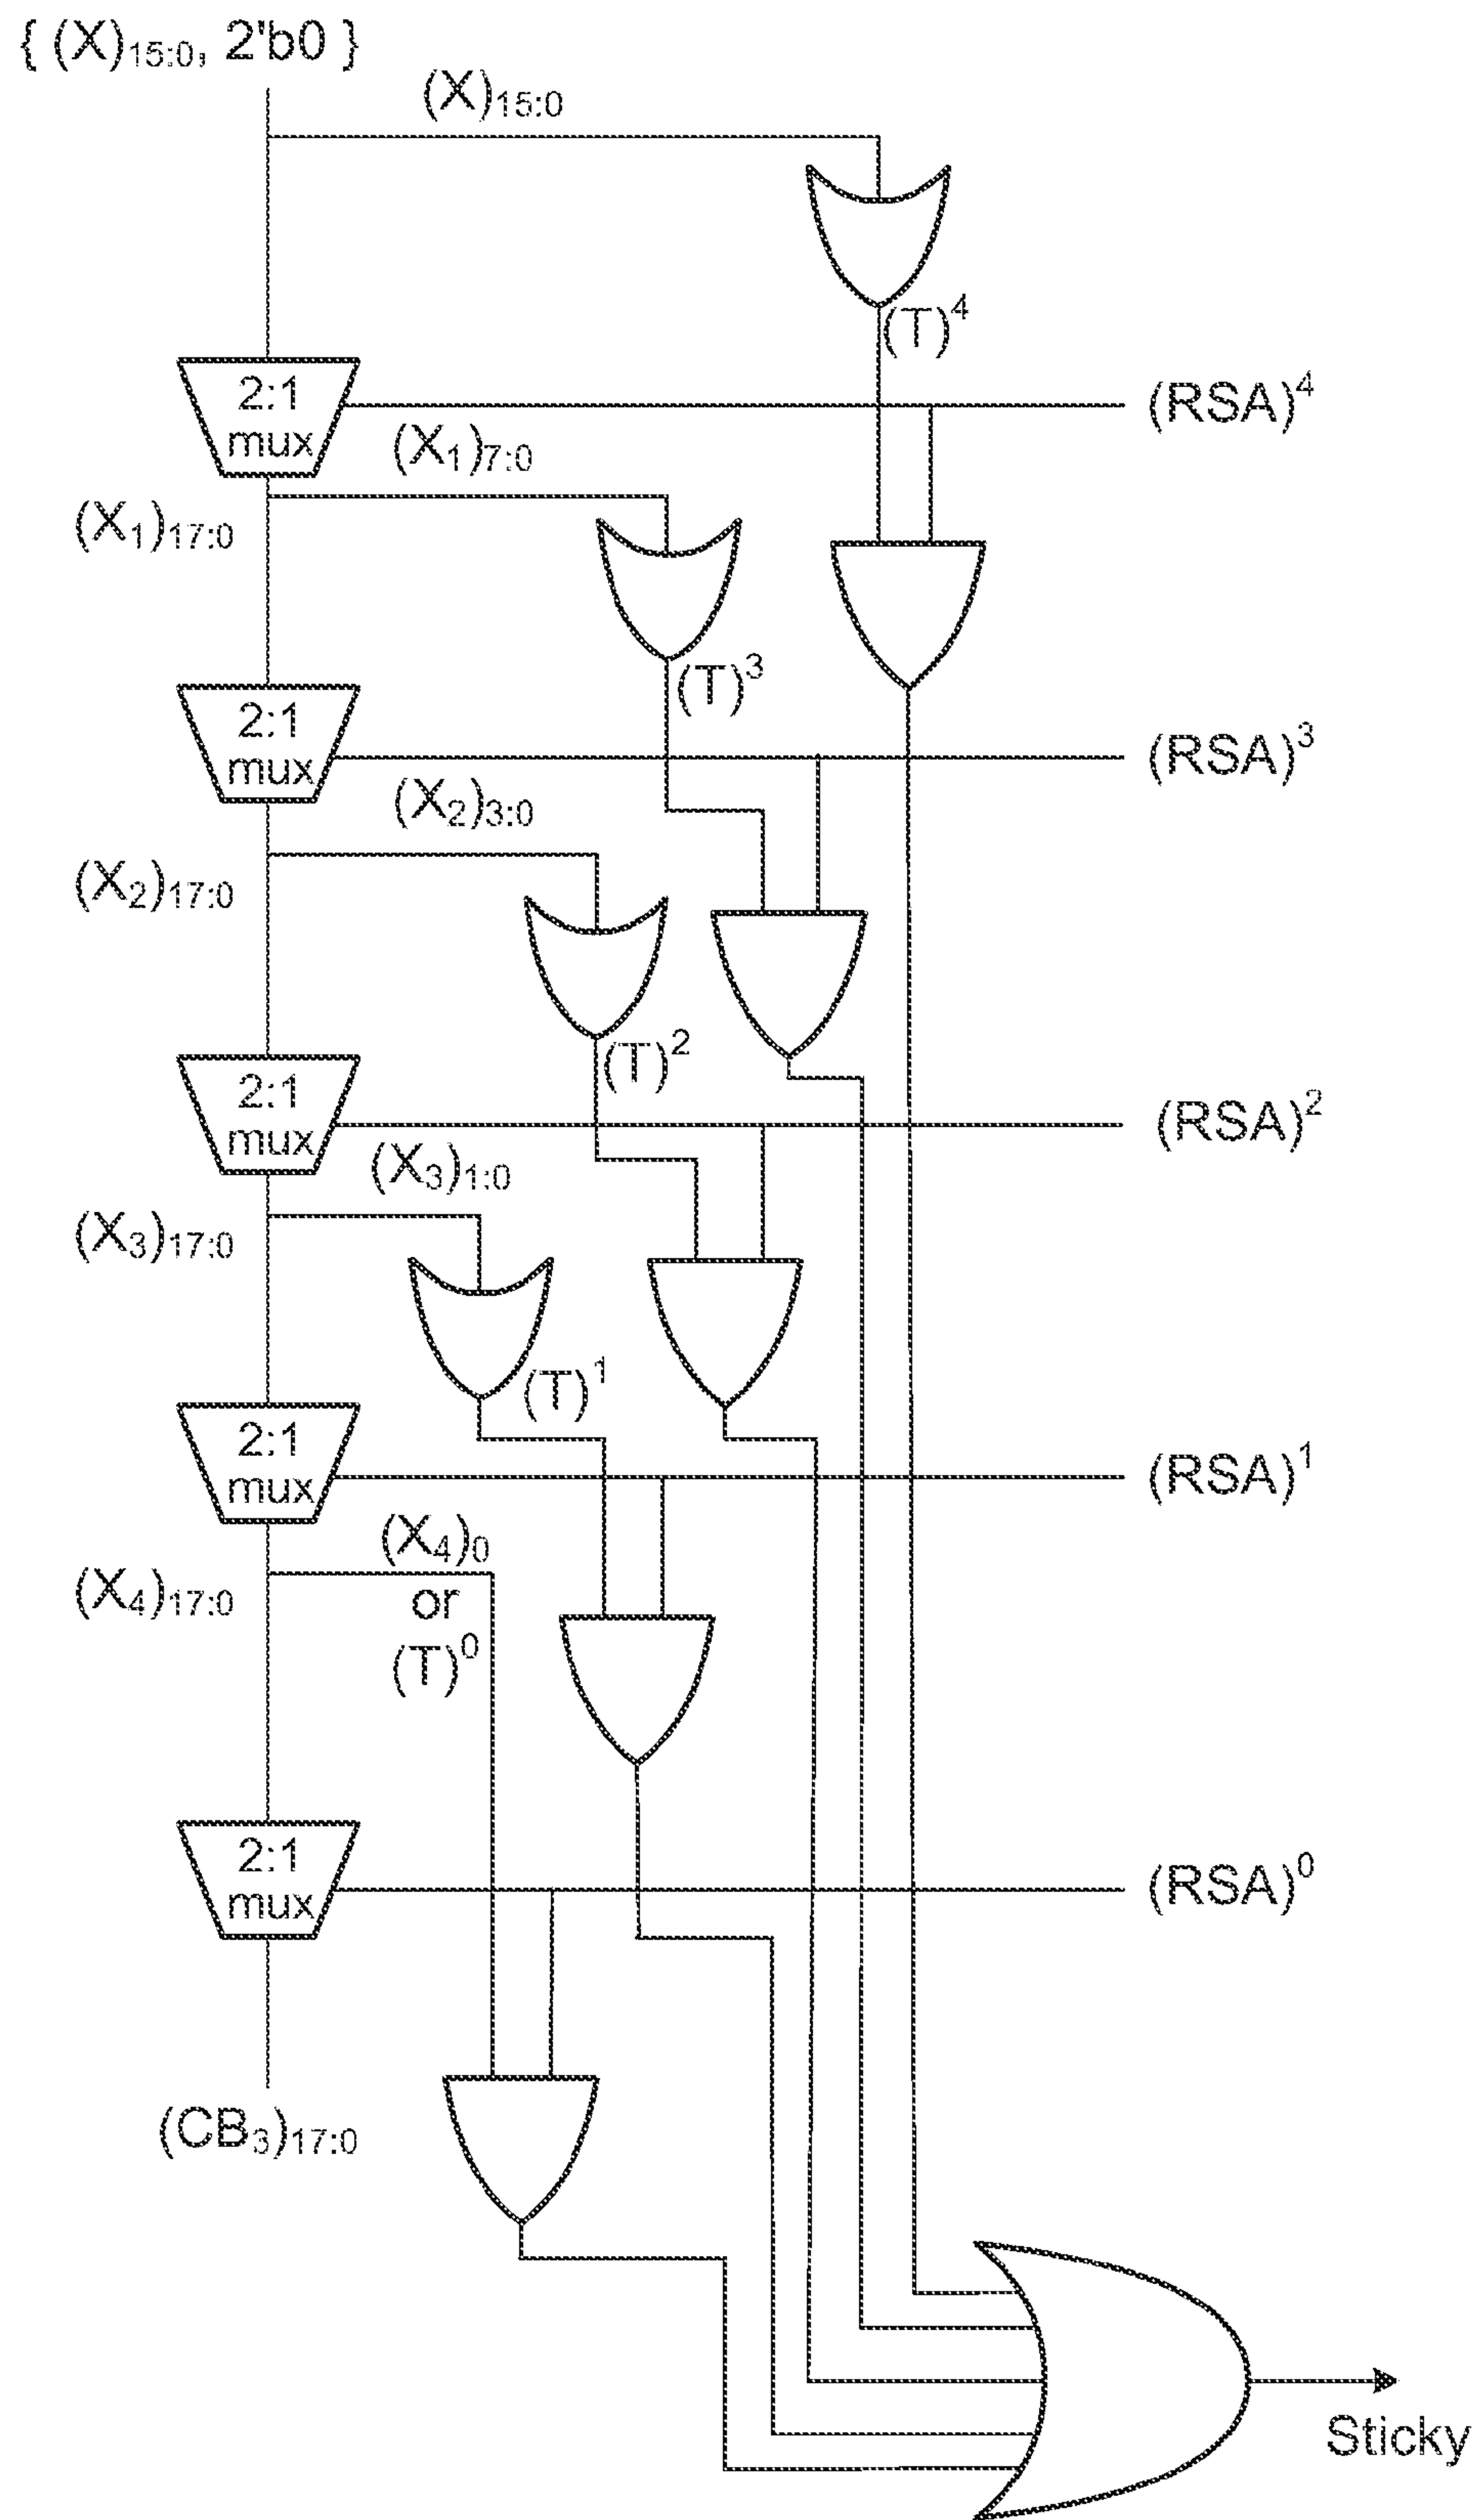 { (X)15:0, 2'b0 }
(X)15:0
(T)4
2:1
mux
(RSA)4
(X1)7:0
(X1)17:0
(T)3
2:1
mux
(RSA)3
(X2)3:0
(X2)17:0
(T)2
2:1
mux
(RSA)2
(X3)1:0
(X3)17:0
(T)1
2:1
mux
(RSA)1
(X4)0
or
(T)0
(X4)17:0
2:1
mux
(RSA)0
(CB3)17:0
Sticky